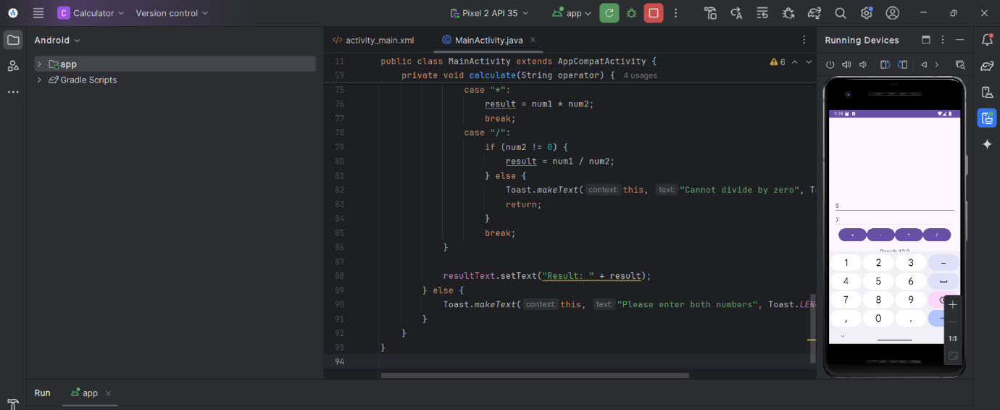 C Calculator Version control Pixel 2 API 35 app
Android
activity_main.xml MainActivity.java
Running Devices
app
Gradle Scripts
11 public class MainActivity extends AppCompatActivity { 6
59 private void calculate(String operator) { 4 usages
75 case "*":
76 result = num1 * num2;
77 break;
78 case "/":
79 if (num2 != 0) {
80 result = num1 / num2;
81 } else {
82 Toast.makeText( context: this, text: "Cannot divide by zero", To
83 return;
84 }
85 break;
86 }
87
88 resultText.setText("Result: " + result);
89 } else {
90 Toast.makeText( context: this, text: "Please enter both numbers", Toast.LEN
91 }
92 }
93 }
94
9:25
5
7
+ - * /
Result: 12.0
1 2 3 −
4 5 6
7 8 9
, 0 .
1:1
Run app